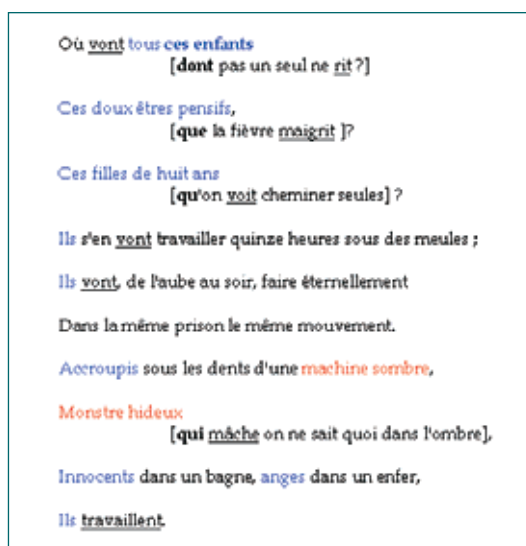 Où vont tous ces enfants
[dont pas un seul ne rit ?]
Ces doux êtres pensifs,
[que la fièvre maigrit ]?
Ces filles de huit ans
[qu'on voit cheminer seules] ?
Ils s'en vont travailler quinze heures sous des meules ;
Ils vont, de l'aube au soir, faire éternellement
Dans la même prison le même mouvement.
Accroupis sous les dents d'une machine sombre,
Monstre hideux
[qui mâche on ne sait quoi dans l'ombre],
Innocents dans un bagne, anges dans un enfer,
Ils travaillent.